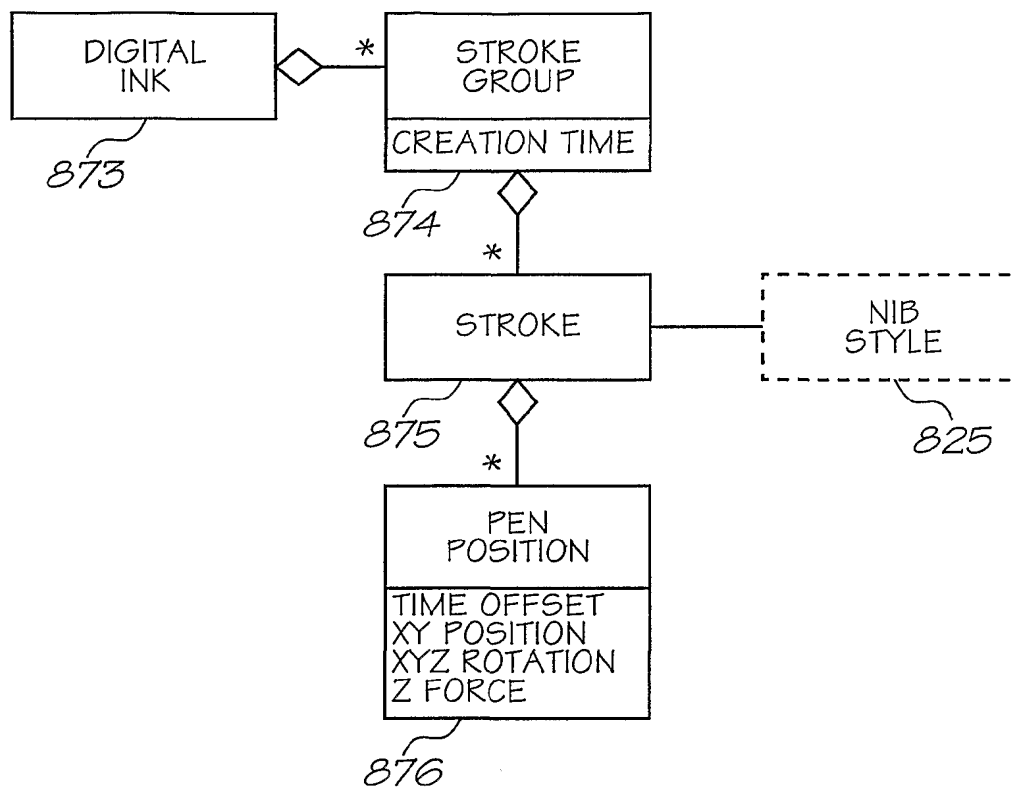 DIGITAL
INK
873
*
STROKE
GROUP
CREATION TIME
874
*
STROKE
875
NIB
STYLE
825
*
PEN
POSITION
TIME OFFSET
XY POSITION
XYZ ROTATION
Z FORCE
876